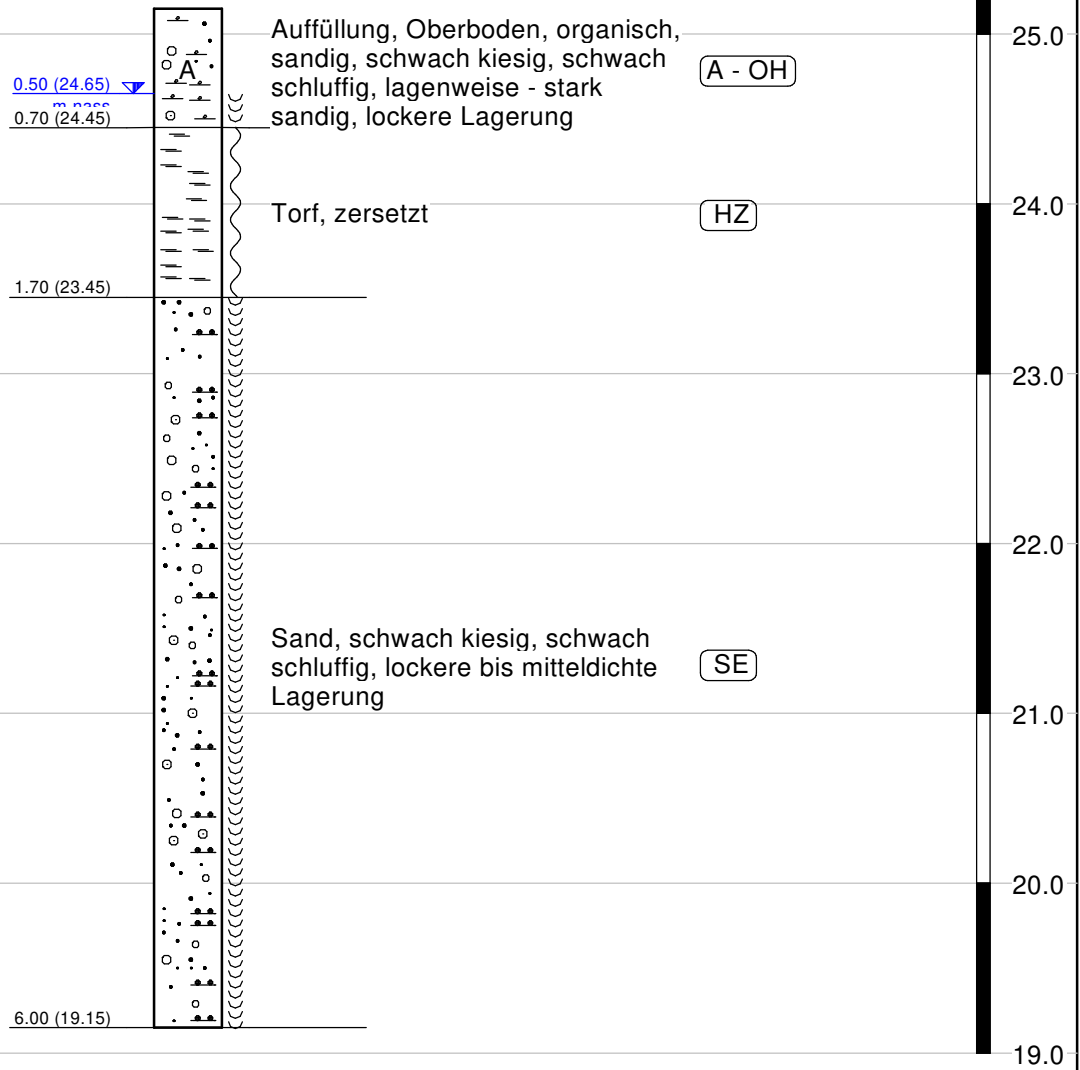 Auffüllung, Oberboden, organisch,
sandig, schwach kiesig, schwach
schluffig, lagenweise - stark
sandig, lockere Lagerung
A - OH
A
0.50 (24.65)
0.70 (24.45)
Torf, zersetzt
HZ
1.70 (23.45)
Sand, schwach kiesig, schwach
schluffig, lockere bis mitteldichte
Lagerung
SE
6.00 (19.15)
25.0
24.0
23.0
22.0
21.0
20.0
19.0